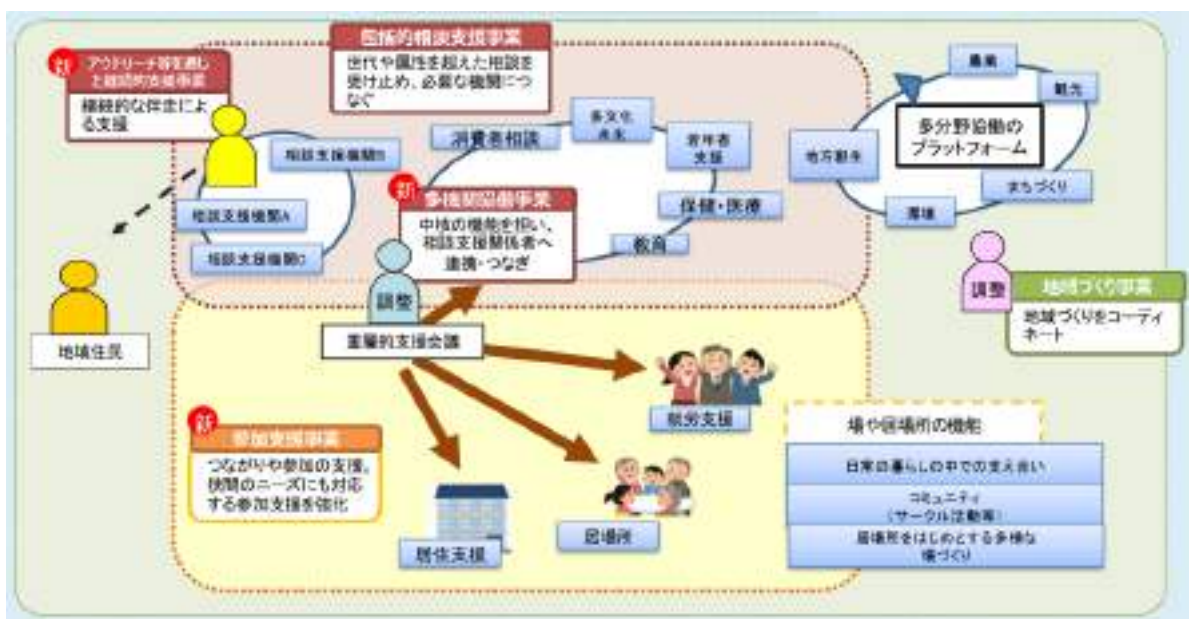 包括的相談支援事業
世代や属性を超えた相談を
受け止め、必要な機関につ
なぐ
新
アウトリーチ等を通じ
た継続的支援事業
継続的な伴走によ
る支援
相談支援機関B
相談支援機関A
相談支援機関C
地域住民
消費者相談
多文化
共生
若年者
支援
保健・医療
教育
新
多機関協働事業
中核の機能を担い、
相談支援関係者へ
連携・つなぎ
調整
重層的支援会議
農業
観光
多分野協働の
プラットフォーム
地方創生
まちづくり
環境
調整
地域づくり事業
地域づくりをコーディ
ネート
新
参加支援事業
つながりや参加の支援。
狭間のニーズにも対応
する参加支援を強化
就労支援
居場所
居住支援
場や居場所の機能
日常の暮らしの中での支え合い
コミュニティ
(サークル活動等)
居場所をはじめとする多様な
場づくり